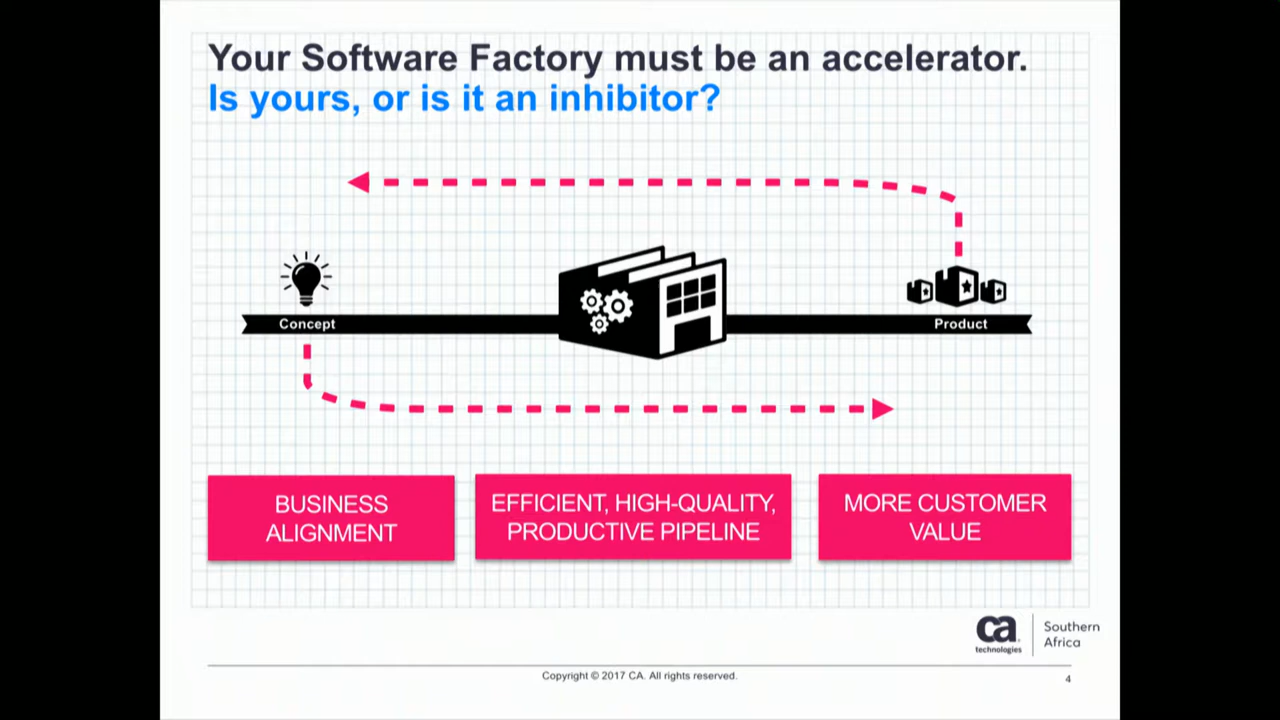 Your Software Factory must be an accelerator.
Is yours, or is it an inhibitor?
Concept
Product
BUSINESS
ALIGNMENT
EFFICIENT, HIGH-QUALITY,
PRODUCTIVE PIPELINE
MORE CUSTOMER
VALUE
ca
technologies
Southern
Africa
Copyright © 2017 CA. All rights reserved.
4